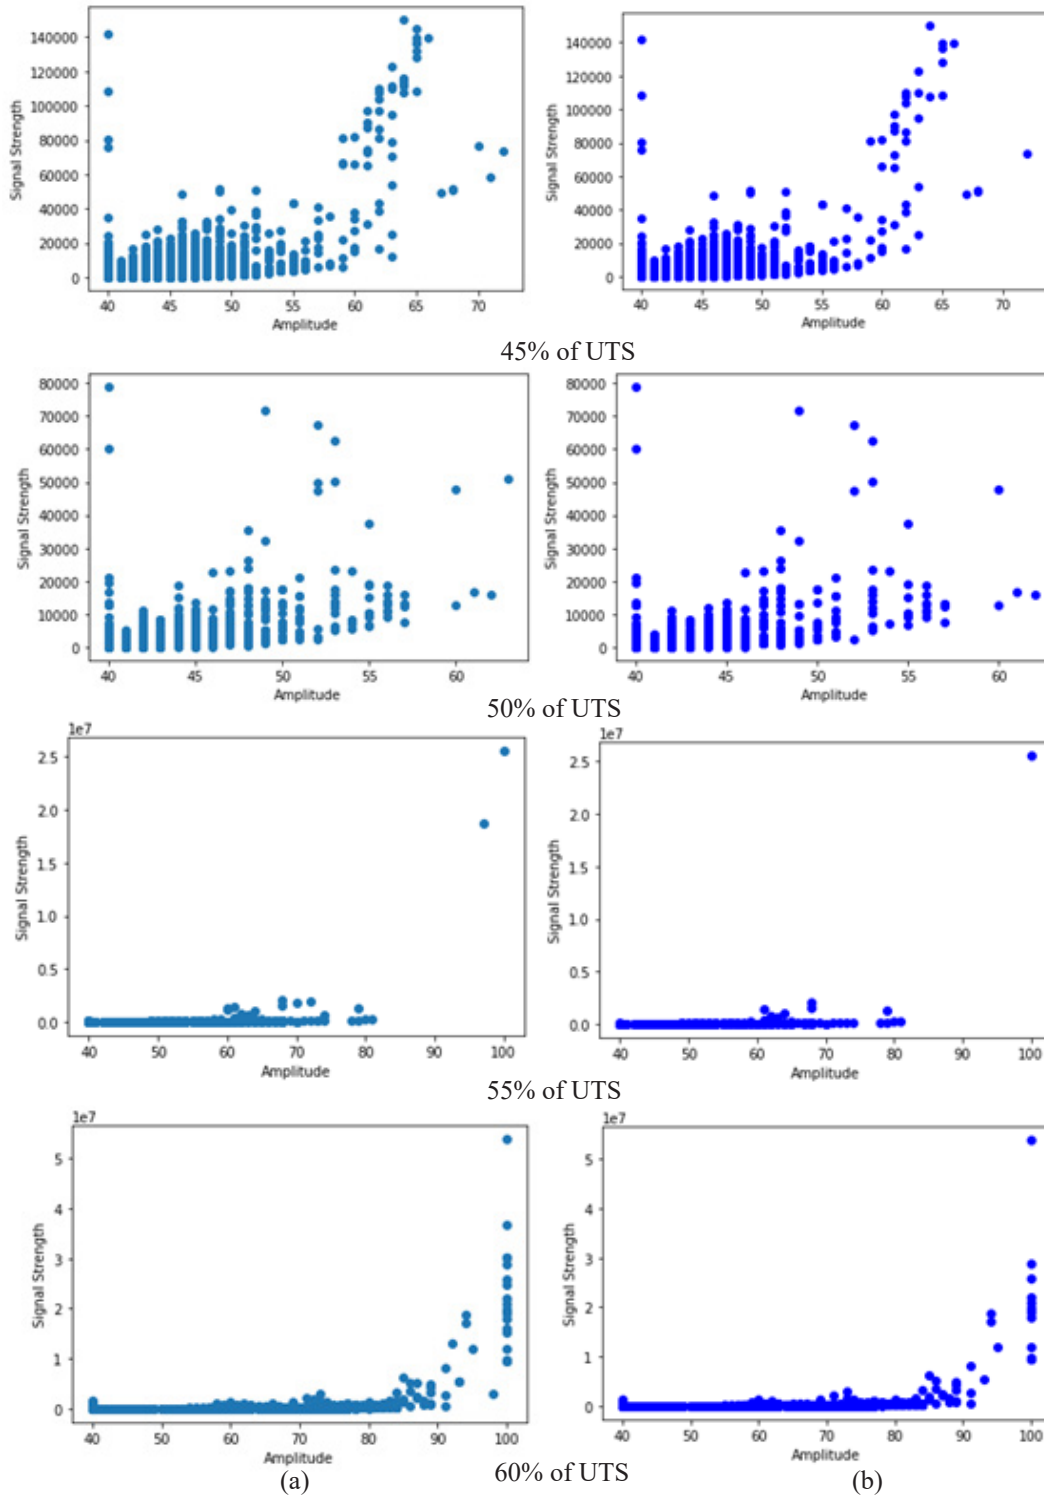 140000
120000
100000
80000
60000
40000
20000
0
Signal Strength
40 45 50 55 60 65 70
Amplitude
140000
120000
100000
80000
60000
40000
20000
0
Signal Strength
40 45 50 55 60 65 70
Amplitude
45% of UTS
80000
70000
60000
50000
40000
30000
20000
10000
0
Signal Strength
40 45 50 55 60
Amplitude
80000
70000
60000
50000
40000
30000
20000
10000
0
Signal Strength
40 45 50 55 60
Amplitude
50% of UTS
1e7
2.5
2.0
1.5
1.0
0.5
0.0
Signal Strength
40 50 60 70 80 90 100
Amplitude
1e7
2.5
2.0
1.5
1.0
0.5
0.0
Signal Strength
40 50 60 70 80 90 100
Amplitude
55% of UTS
1e7
5
4
3
2
1
0
Signal Strength
40 50 60 70 80 90 100
Amplitude
1e7
5
4
3
2
1
0
Signal Strength
40 50 60 70 80 90 100
Amplitude
60% of UTS
(a)
(b)